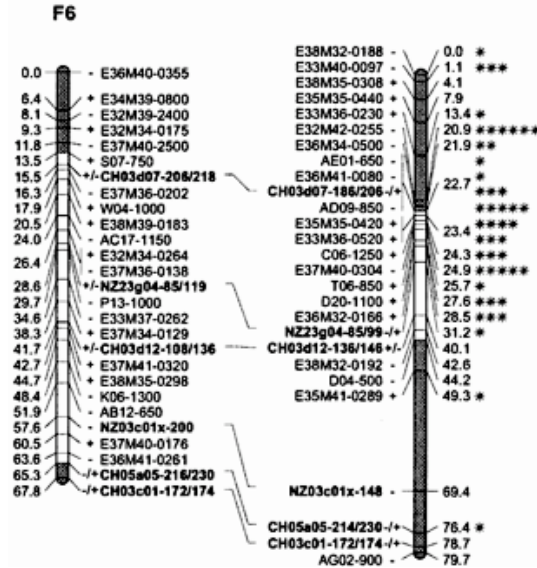 F6
0.0 - E36M40-0355
6.4 + E34M39-0800
8.1 - E32M39-2400
9.3 + E32M34-0175
11.8 - E37M40-2500
13.5 + S07-750
15.5 +/-CH03d07-206/218
16.3 - E37M36-0202
17.9 + W04-1000
20.5 + E38M39-0183
24.0 - AC17-1150
+ E32M34-0264
26.4
- E37M36-0138
28.6 +/-NZ23g04-85/119
29.7 - P13-1000
34.6 - E33M37-0262
38.3 + E37M34-0129
41.7 +/-CH03d12-108/136
42.7 + E37M41-0320
44.7 + E38M35-0298
48.4 - K06-1300
51.9 - AB12-650
57.6 - NZ03c01x-200
60.5 + E37M40-0176
63.6 - E36M41-0261
65.3 -/+CH05a05-216/230
67.8 -/+CH03c01-172/174
E38M32-0188 - 0.0 *
E33M40-0097 - 1.1 ***
E38M35-0308 + 4.1
E35M35-0440 + 7.9
E33M36-0230 + 13.4 *
E32M42-0255 - 20.9 ******
E36M34-0500 - 21.9 **
AE01-650 - *
E36M41-0080 - *
22.7
CH03d07-186/206 -/+ ***
AD09-850 - *****
E35M35-0420 + ****
23.4
E33M36-0520 + ***
C06-1250 + 24.3 ***
E37M40-0304 - 24.9 *****
T06-850 + 25.7 *
D20-1100 + 27.6 ***
E36M32-0166 + 28.5 ***
NZ23g04-85/99 -/+ 31.2 *
CH03d12-136/146 +/- 40.1
E38M32-0192 - 42.6
D04-500 - 44.2
E35M41-0289 + 49.3 *
NZ03c01x-148 - 69.4
CH05a05-214/230 -/+ 76.4 *
CH03c01-172/174 -/+ 78.7
AG02-900 - 79.7